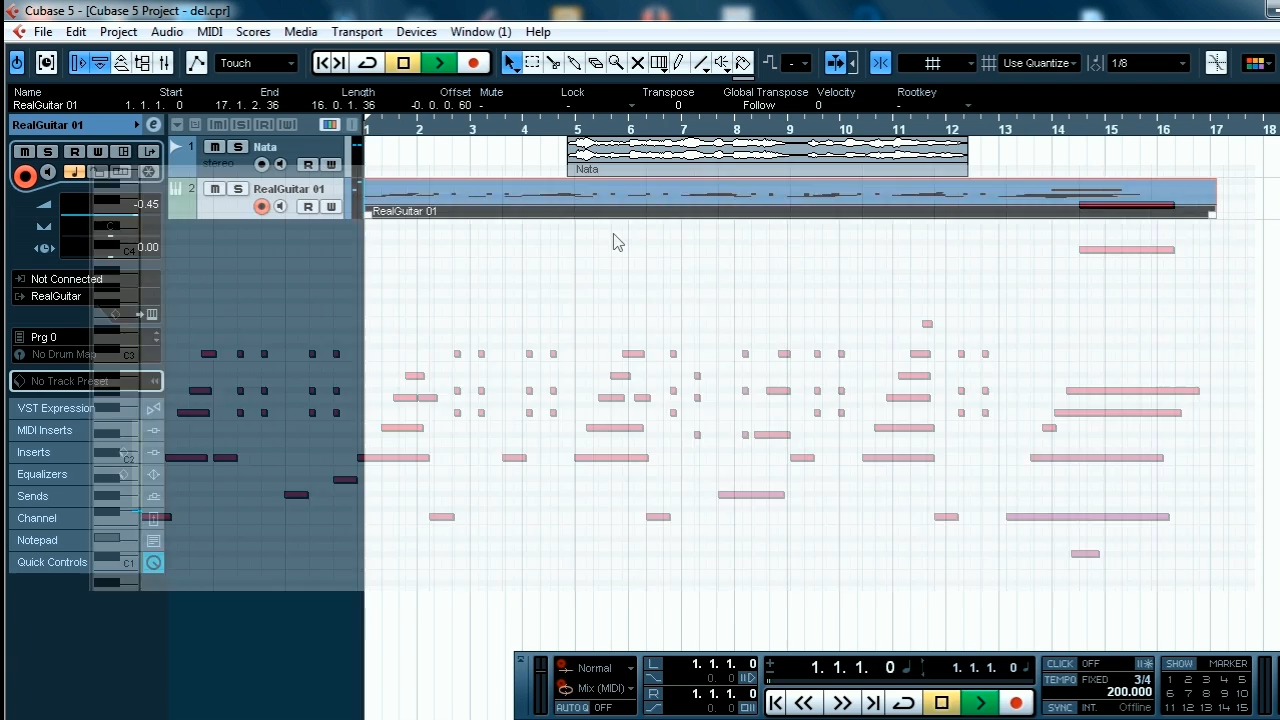 Cubase 5 - [Cubase 5 Project - del.cpr]
File Edit Project Audio MIDI Scores Media Transport Devices Window (1) Help
Touch Use Quantize 1/8
Name Start End Length Offset Mute Lock Transpose Global Transpose Velocity Rootkey
RealGuitar 01 1. 1. 1. 0 17. 1. 2. 36 16. 0. 1. 36 -0. 0. 0. 60 - - 0 Follow 0 -
RealGuitar 01
1 2 3 4 5 6 7 8 9 10 11 12 13 14 15 16 17 18
M S R W
1 M S Nata
stereo R W
Nata
2 M S RealGuitar 01
R W
RealGuitar 01
-0.45
C
C4 0.00
Not Connected
RealGuitar
Prg 0
No Drum Map
C3
No Track Preset
VST Expression
MIDI Inserts
Inserts
C2
Equalizers
Sends
Channel
Notepad
Quick Controls
C1
Normal
Mix (MIDI)
AUTO Q OFF
L 1. 1. 1. 0
0. 0
R 1. 1. 1. 0
0. 0
1. 1. 1. 0 1. 1. 1. 0
CLICK OFF
TEMPO FIXED 3/4
200.000
SYNC INT. Offline
SHOW MARKER
1 2 3 4 5
6 7 8 9 10
11 12 13 14 15